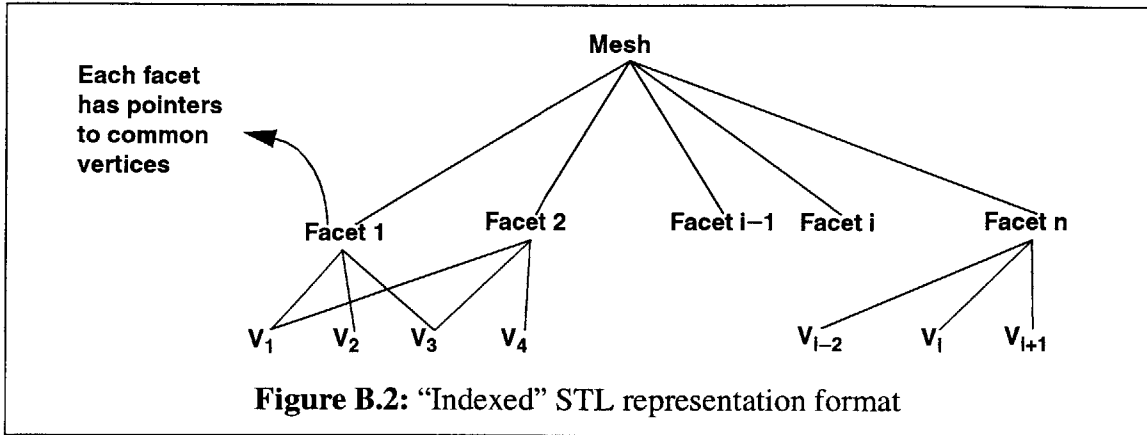 Mesh
Each facet
has pointers
to common
vertices
Facet 1
Facet 2
Facet i–1
Facet i
Facet n
V1
V2
V3
V4
Vi–2
Vi
Vi+1
Figure B.2: “Indexed” STL representation format